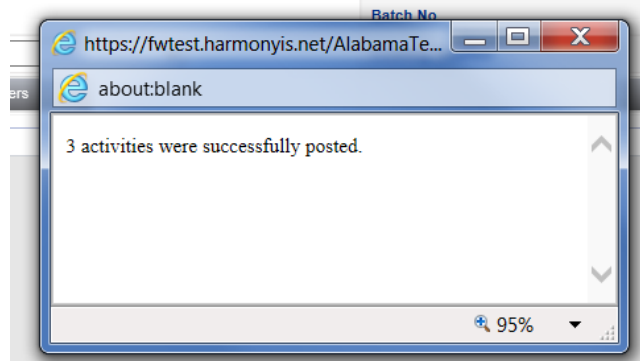 Batch No
https://fwtest.harmonyis.net/AlabamaTe...
ers
about:blank
3 activities were successfully posted.
95%